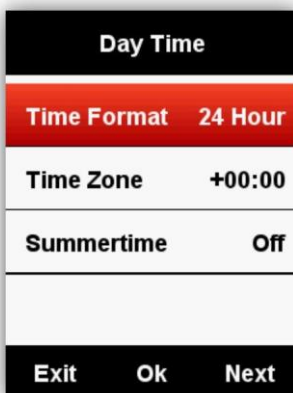 Day Time
Time Format 24 Hour
Time Zone +00:00
Summertime Off
Exit Ok Next